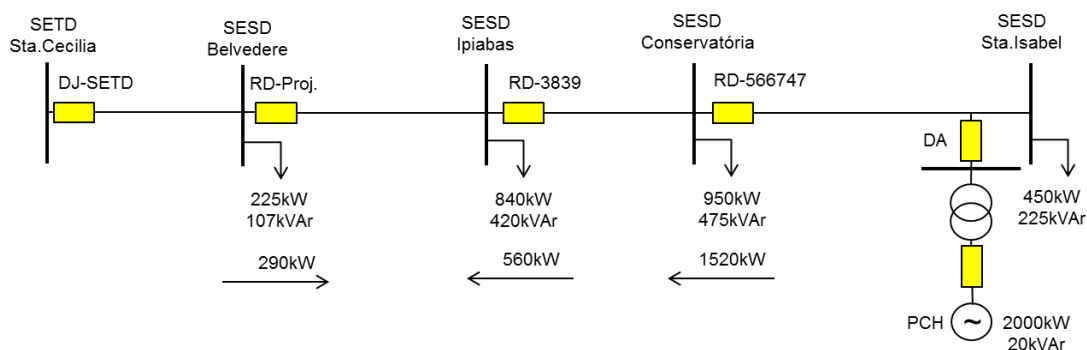 SETD
Sta.Cecilia
SESD
Belvedere
SESD
Ipiabas
SESD
Conservatória
SESD
Sta.Isabel
DJ-SETD
RD-Proj.
RD-3839
RD-566747
DA
225kW
107kVAr
840kW
420kVAr
950kW
475kVAr
450kW
225kVAr
290kW
560kW
1520kW
PCH
~
2000kW
20kVAr